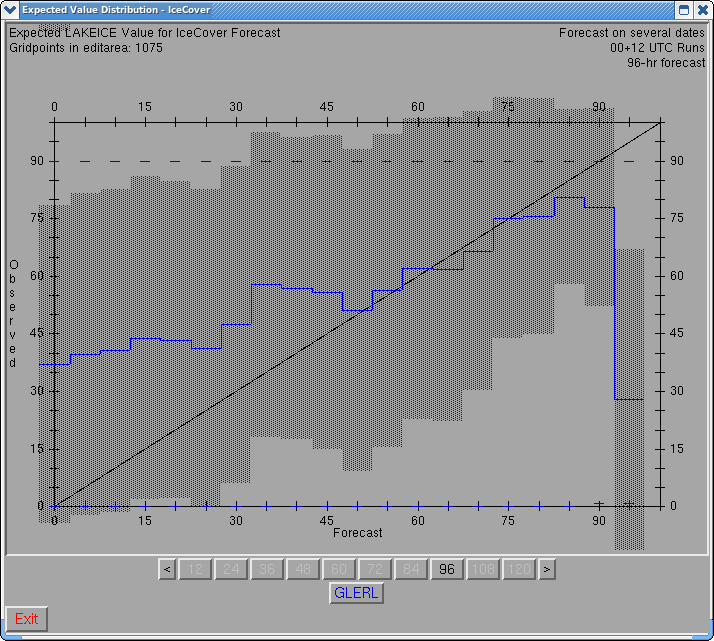 Expected Value Distribution - IceCover
Expected LAKEICE Value for IceCover Forecast
Forecast on several dates
Gridpoints in editarea: 1075
00+12 UTC Runs
96-hr forecast
0 15 30 45 60 75 90
90 90
75 75
60 60
Observed
45 45
30 30
15 15
0 0
0 15 30 45 60 75 90
Forecast
< 12 24 36 48 60 72 84 96 108 120 >
GLERL
Exit